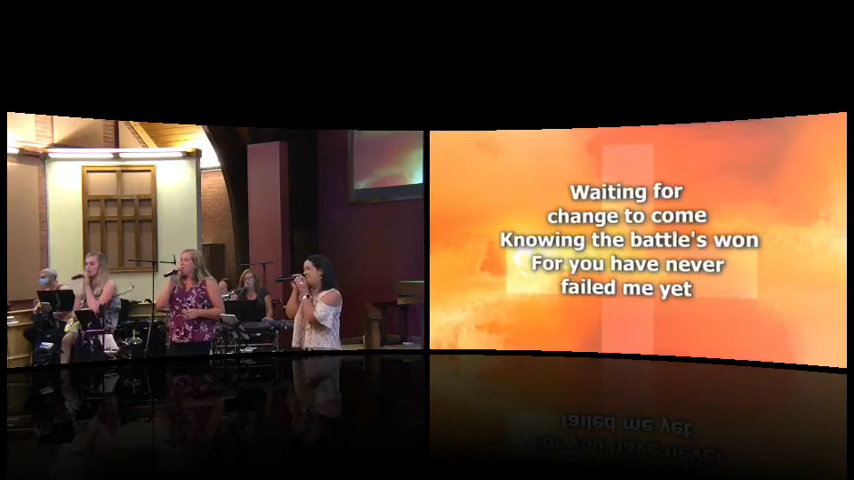 Waiting for
change to come
Knowing the battle's won
For you have never
failed me yet